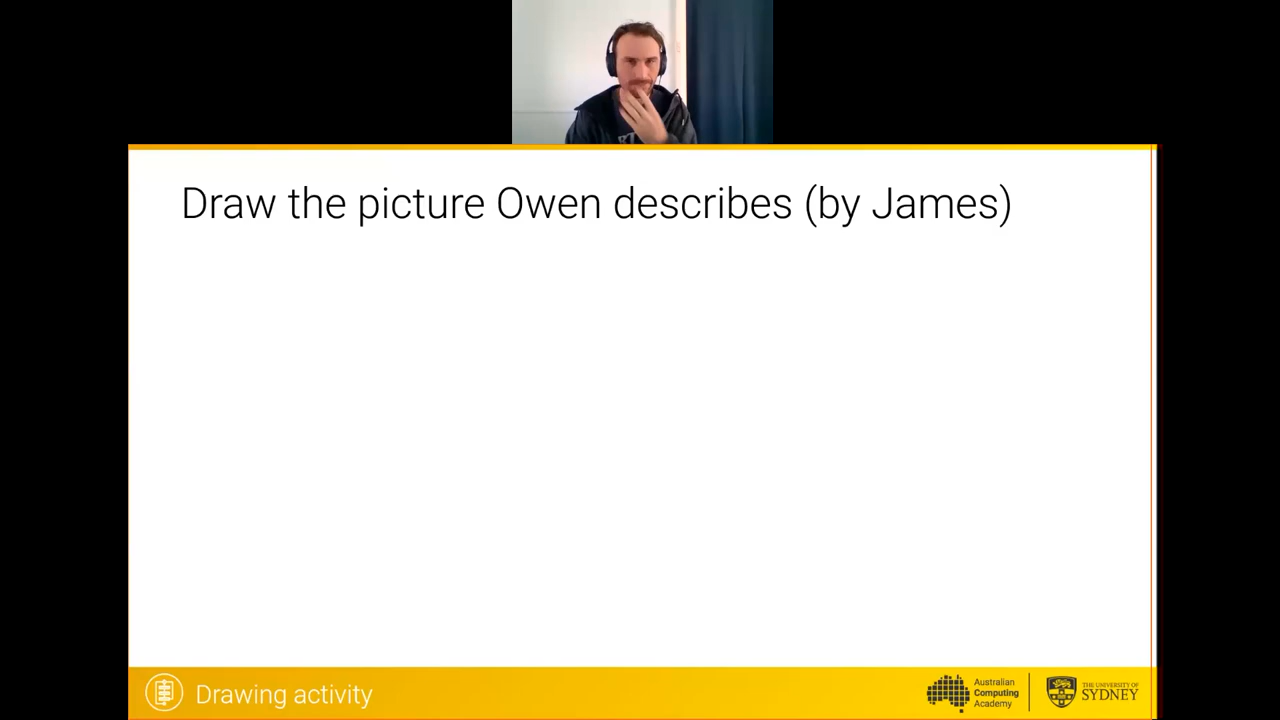 Draw the picture Owen describes (by James)
Drawing activity
Australian
Computing
Academy
THE UNIVERSITY OF
SYDNEY